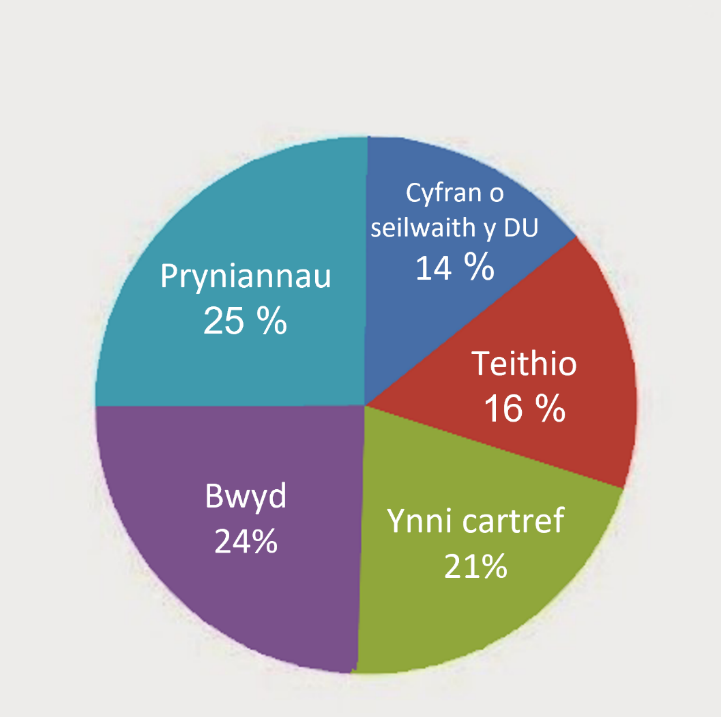 Cyfran o
seilwaith y DU
14 %
Pryniannau
25 %
Teithio
16 %
Bwyd
24%
Ynni cartref
21%